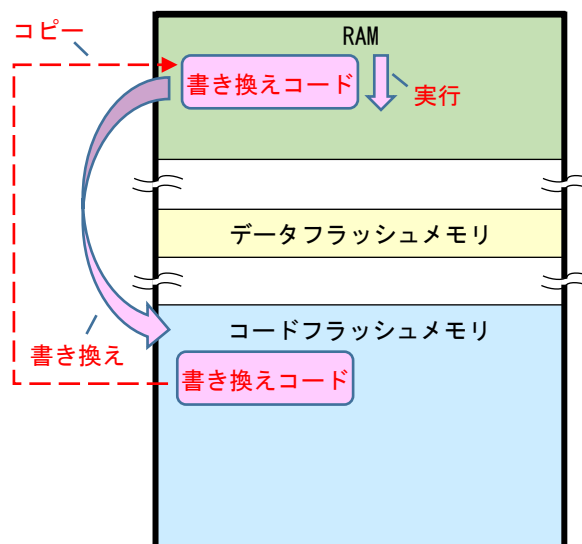 コピー
RAM
書き換えコード
実行
データフラッシュメモリ
コードフラッシュメモリ
書き換え
書き換えコード